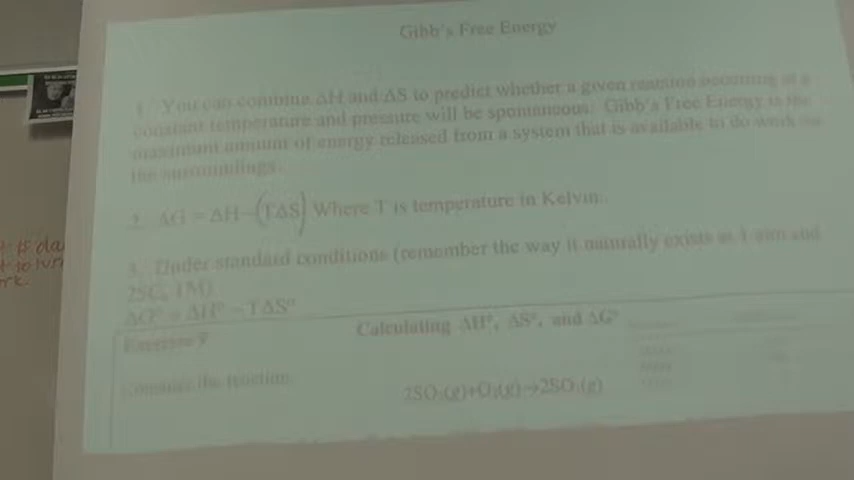 Gibb's Free Energy
1. You can combine ΔH and ΔS to predict whether a given reaction occurring at a
constant temperature and pressure will be spontaneous. Gibb's Free Energy is the
maximum amount of energy released from a system that is available to do work on
the surroundings.
2. ΔG = ΔH–(TΔS) Where T is temperature in Kelvin.
3. Under standard conditions (remember the way it naturally exists at 1 atm and
25C, 1M)
ΔG° = ΔH° – TΔS°
Exercise 9
Calculating ΔH°, ΔS°, and ΔG°
Consider the reaction
2SO₂(g)+O₂(g)→2SO₃(g)